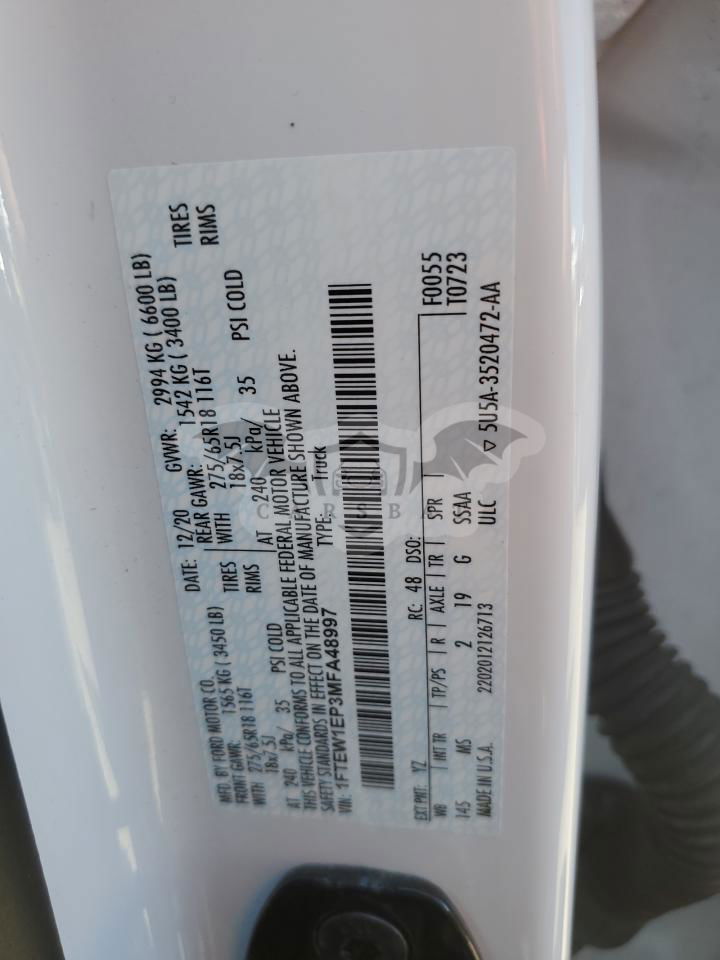 MFD. BY FORD MOTOR CO. DATE: 12/20 GVWR: 2994 KG ( 6600 LB)
FRONT GAWR: 1565 KG ( 3450 LB) REAR GAWR: 1542 KG ( 3400 LB)
WITH 275/65R18 116T TIRES WITH 275/65R18 116T TIRES
18x7.5J RIMS 18x7.5J RIMS
AT 240 kPa/ 35 PSI COLD AT 240 kPa/ 35 PSI COLD
THIS VEHICLE CONFORMS TO ALL APPLICABLE FEDERAL MOTOR VEHICLE
SAFETY STANDARDS IN EFFECT ON THE DATE OF MANUFACTURE SHOWN ABOVE.
VIN: 1FTEW1EP3MFA48997 TYPE: Truck
F0055
EXT PNT: YZ RC: 48 DSO: T0723
WB INT TR TP/PS R AXLE TR SPR
145 MS 2 19 G SSAA
2202012126713 ULC
MADE IN U.S.A. ▽ 5U5A-3520472-AA